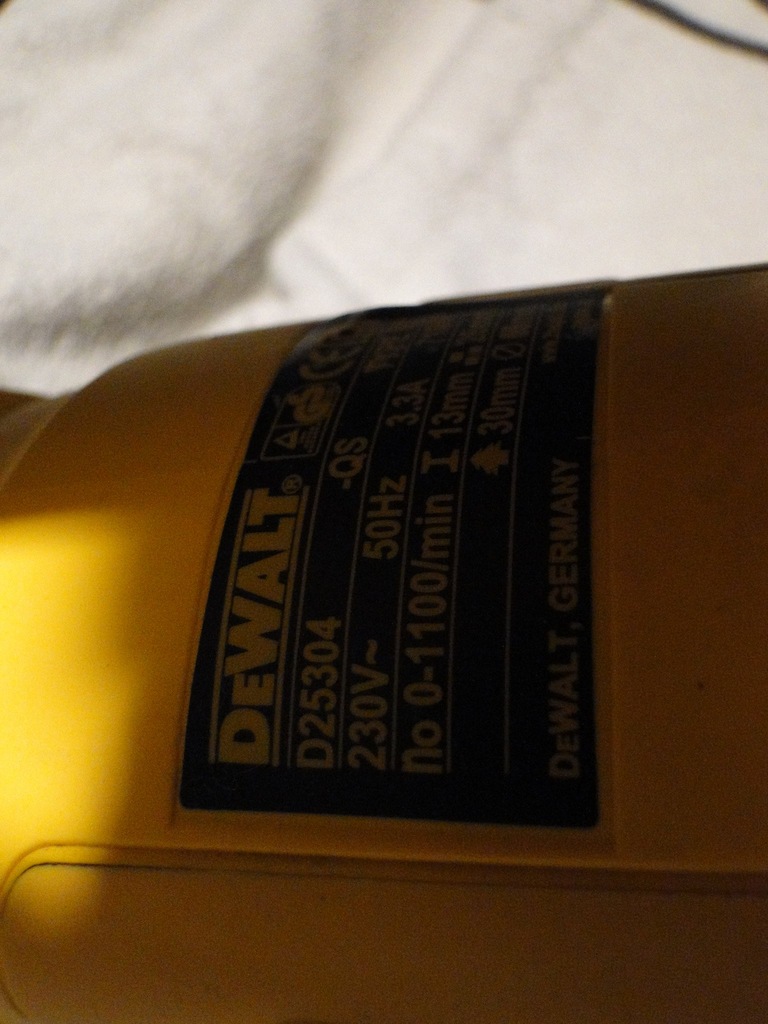 DEWALT®
D25304 -QS
230V~ 50Hz 3.3A
no 0-1100/min 13mm
30mm Ø
DEWALT, GERMANY